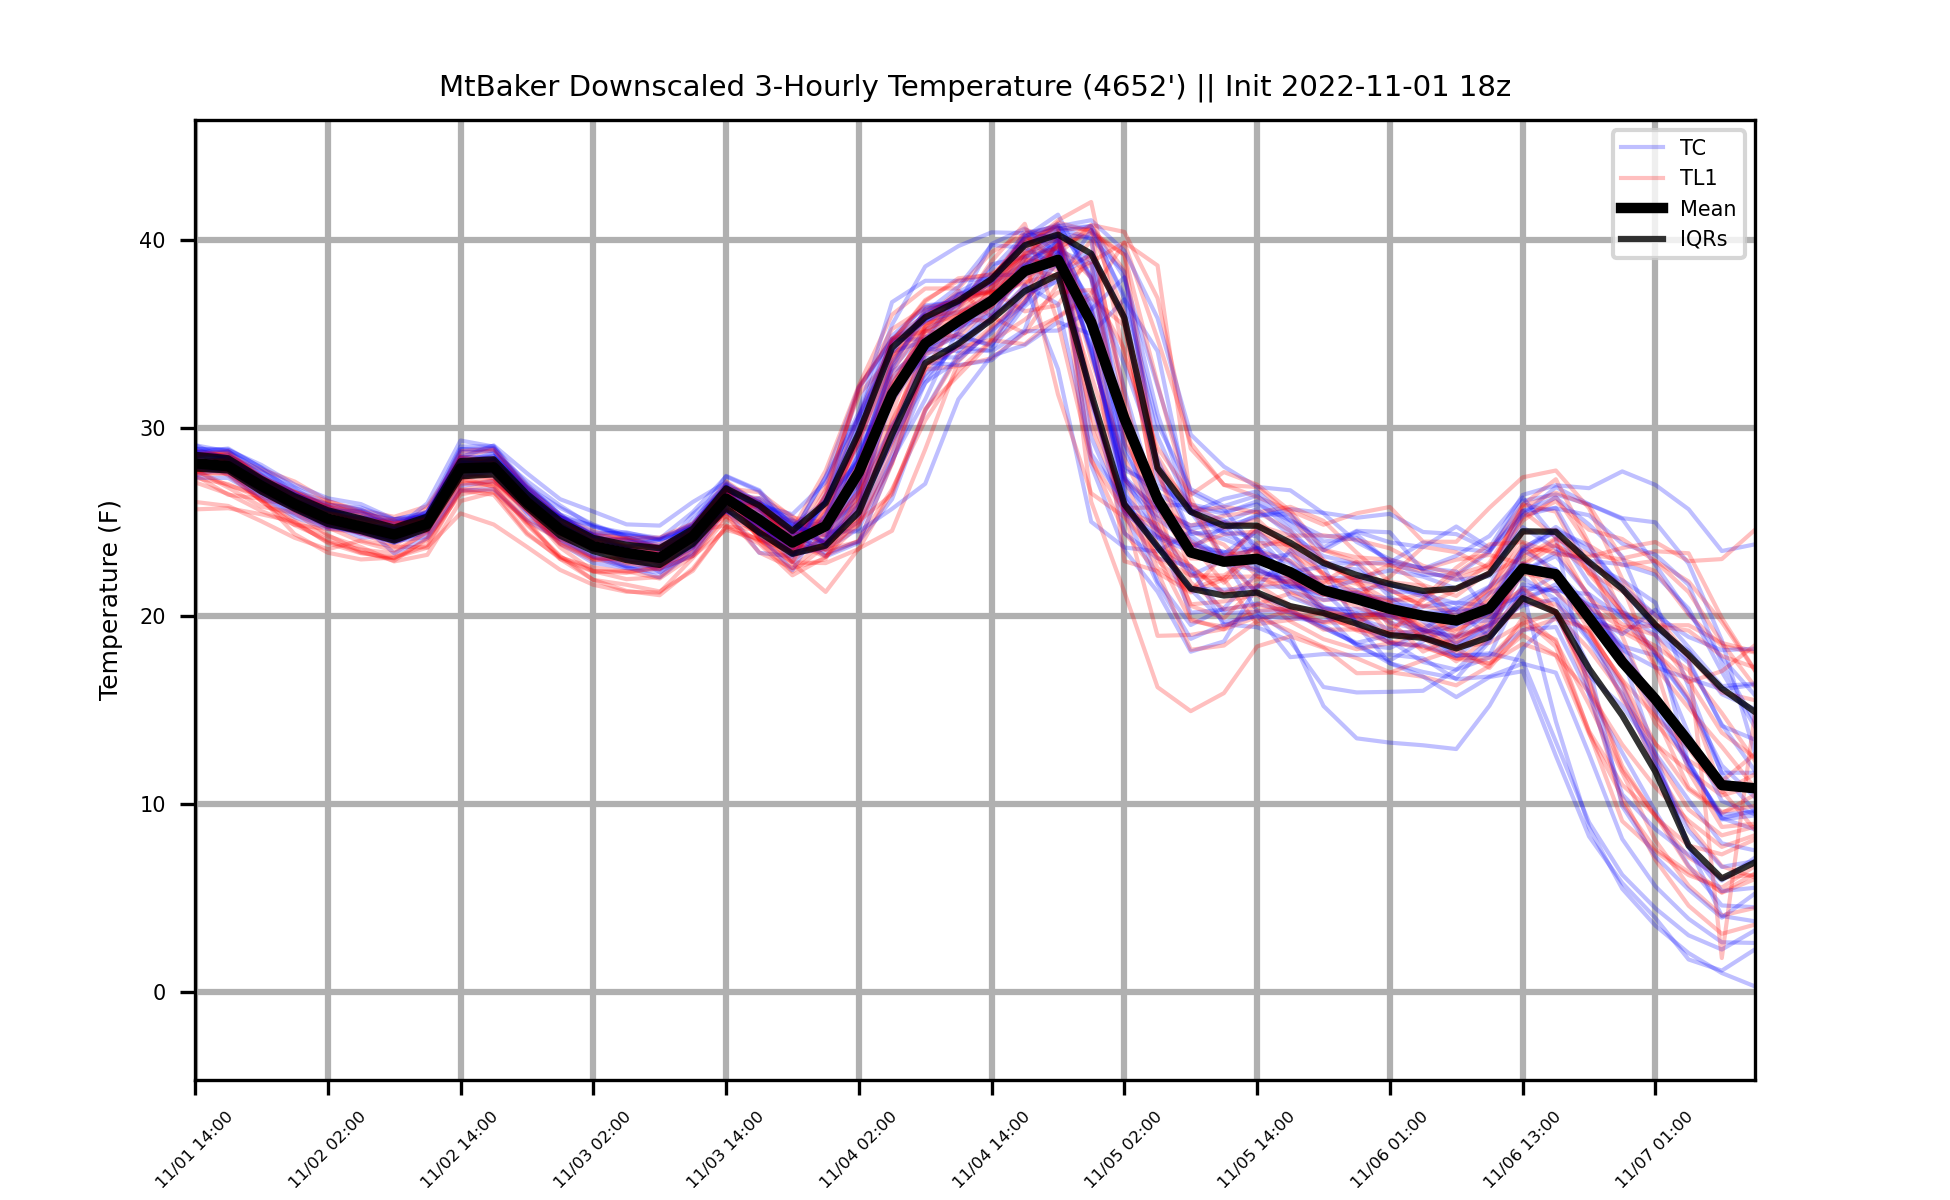 MtBaker Downscaled 3-Hourly Temperature (4652') || Init 2022-11-01 18z
TC
TL1
Mean
IQRs
Temperature (F)
40
30
20
10
0
11/01 14:00
11/02 02:00
11/02 14:00
11/03 02:00
11/03 14:00
11/04 02:00
11/04 14:00
11/05 02:00
11/05 14:00
11/06 01:00
11/06 13:00
11/07 01:00